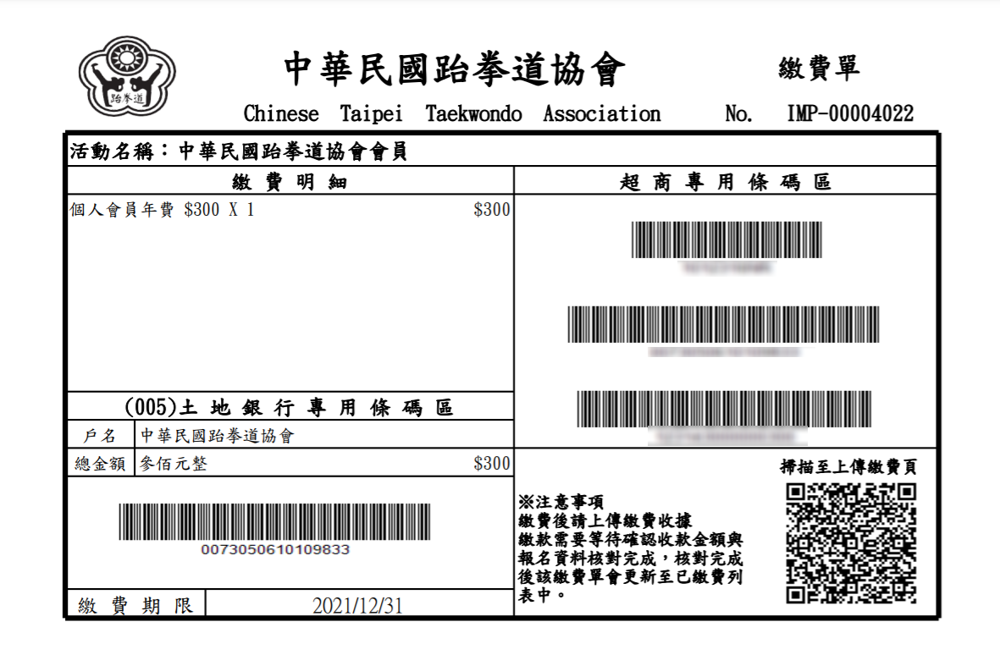 跆拳道
中華民國跆拳道協會
繳費單
Chinese Taipei Taekwondo Association
No. IMP-00004022
活動名稱：中華民國跆拳道協會會員
繳 費 明 細
個人會員年費 $300 X 1 $300
超 商 專 用 條 碼 區
(005)土 地 銀 行 專 用 條 碼 區
戶名 中華民國跆拳道協會
總金額 參佰元整 $300
0073050610109833
繳 費 期 限 2021/12/31
掃描至上傳繳費頁
※注意事項
繳費後請上傳繳費收據
繳款需要等待確認收款金額與
報名資料核對完成，核對完成
後該繳費單會更新至已繳費列
表中。